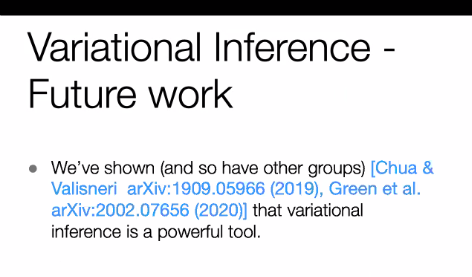 Variational Inference -
Future work
● We've shown (and so have other groups) [Chua &
Valisneri arXiv:1909.05966 (2019), Green et al.
arXiv:2002.07656 (2020)] that variational
inference is a powerful tool.